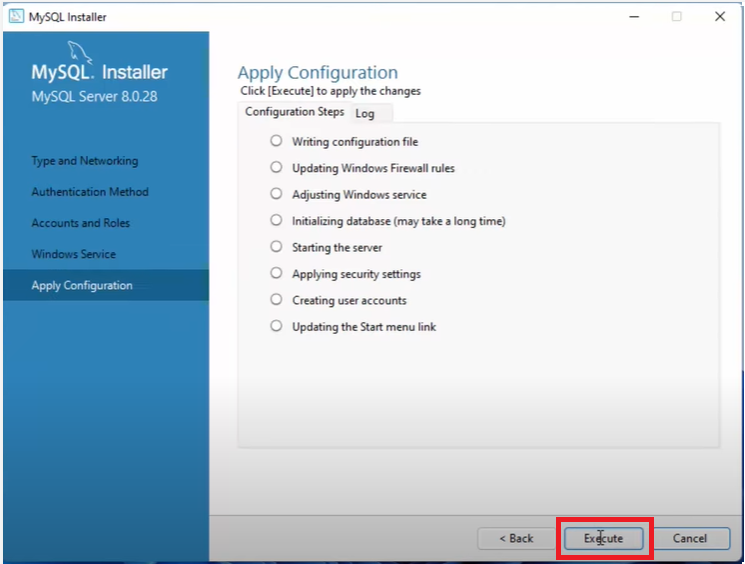 MySQL Installer
MySQL. Installer
MySQL Server 8.0.28
Type and Networking
Authentication Method
Accounts and Roles
Windows Service
Apply Configuration
Apply Configuration
Click [Execute] to apply the changes
Configuration Steps
Log
Writing configuration file
Updating Windows Firewall rules
Adjusting Windows service
Initializing database (may take a long time)
Starting the server
Applying security settings
Creating user accounts
Updating the Start menu link
< Back
Execute
Cancel